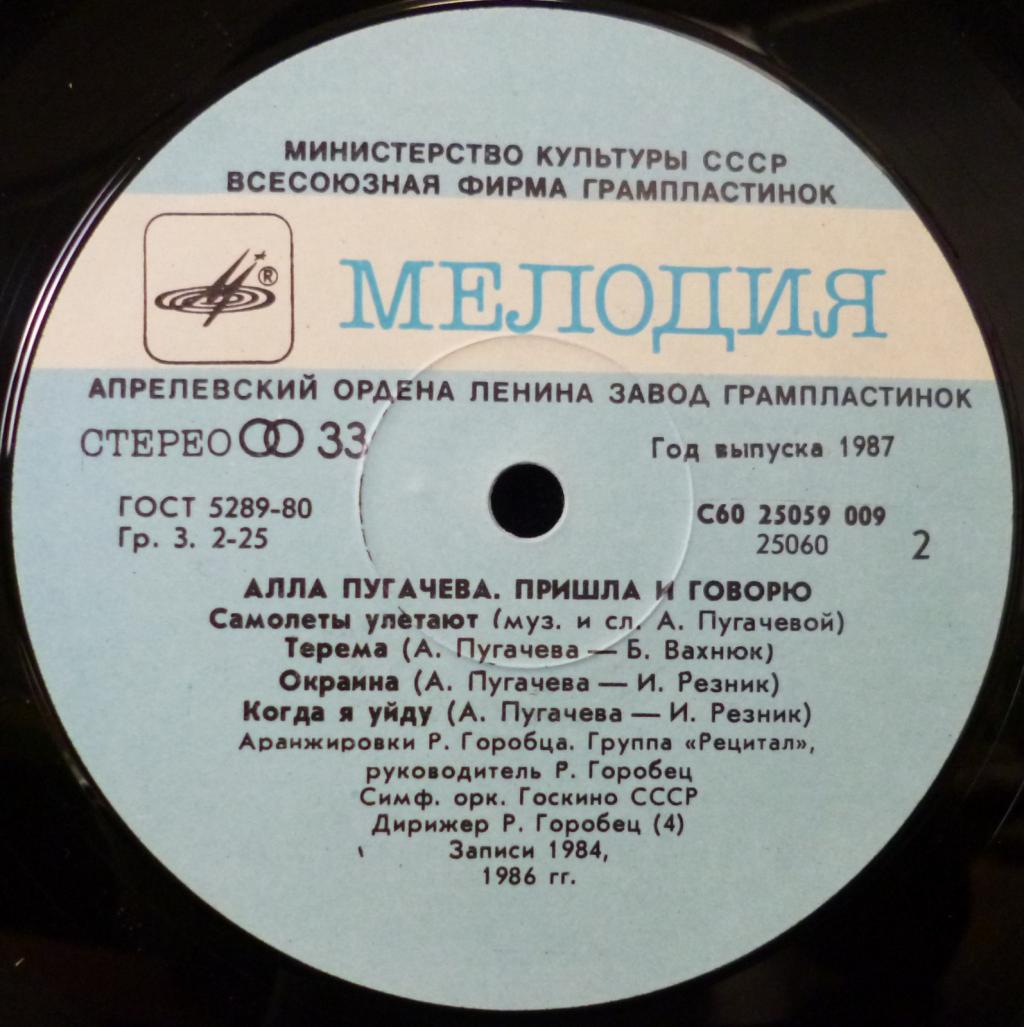 МИНИСТЕРСТВО КУЛЬТУРЫ СССР
ВСЕСОЮЗНАЯ ФИРМА ГРАМПЛАСТИНОК
®
МЕЛОДИЯ
АПРЕЛЕВСКИЙ ОРДЕНА ЛЕНИНА ЗАВОД ГРАМПЛАСТИНОК
СТЕРЕО 33 Год выпуска 1987
ГОСТ 5289-80 С60 25059 009
Гр. 3. 2-25 25060 2
АЛЛА ПУГАЧЕВА. ПРИШЛА И ГОВОРЮ
Самолеты улетают (муз. и сл. А. Пугачевой)
Терема (А. Пугачева — Б. Вахнюк)
Окраина (А. Пугачева — И. Резник)
Когда я уйду (А. Пугачева — И. Резник)
Аранжировки Р. Горобца. Группа «Рецитал»,
руководитель Р. Горобец
Симф. орк. Госкино СССР
Дирижер Р. Горобец (4)
Записи 1984,
1986 гг.